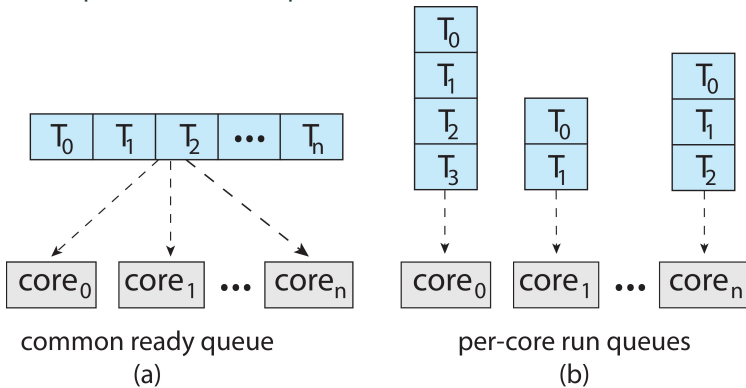 T0 T1 T2 ••• Tn
core0 core1 ••• coren
common ready queue
(a)
T0
T1
T2
T3
T0
T1
T0
T1
T2
core0 core1 ••• coren
per-core run queues
(b)